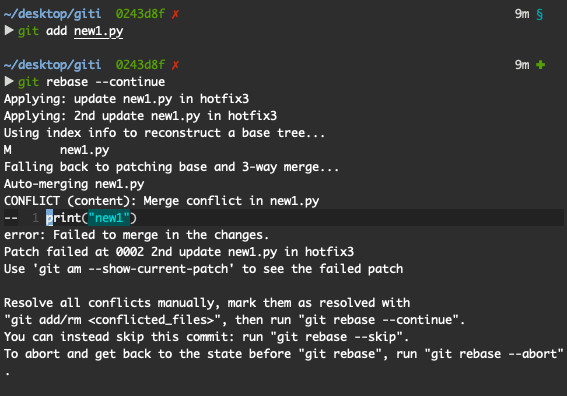 ~/desktop/giti 0243d8f ✗ 9m §
▶ git add new1.py
~/desktop/giti 0243d8f ✗ 9m ✚
▶ git rebase --continue
Applying: update new1.py in hotfix3
Applying: 2nd update new1.py in hotfix3
Using index info to reconstruct a base tree...
M new1.py
Falling back to patching base and 3-way merge...
Auto-merging new1.py
CONFLICT (content): Merge conflict in new1.py
-- 1 print("new1")
error: Failed to merge in the changes.
Patch failed at 0002 2nd update new1.py in hotfix3
Use 'git am --show-current-patch' to see the failed patch
Resolve all conflicts manually, mark them as resolved with
"git add/rm <conflicted_files>", then run "git rebase --continue".
You can instead skip this commit: run "git rebase --skip".
To abort and get back to the state before "git rebase", run "git rebase --abort"
.